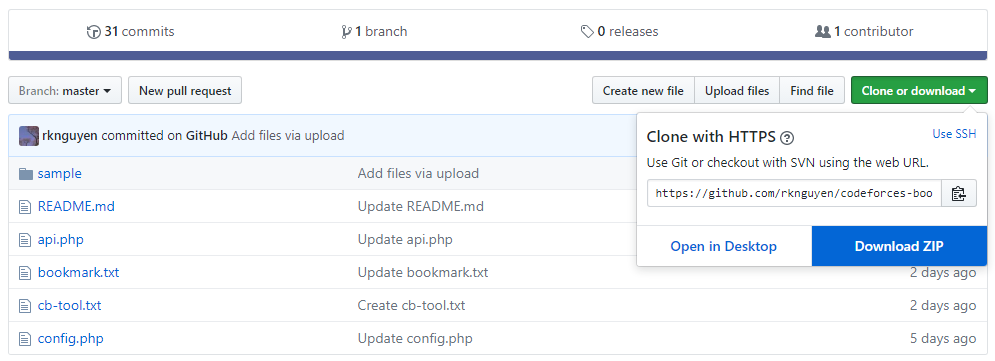 31 commits 1 branch 0 releases 1 contributor
Branch: master New pull request Create new file Upload files Find file Clone or download
rknguyen committed on GitHub Add files via upload
Clone with HTTPS Use SSH
Use Git or checkout with SVN using the web URL.
https://github.com/rknguyen/codeforces-boo
Open in Desktop Download ZIP
sample Add files via upload
README.md Update README.md
api.php Update api.php
bookmark.txt Update bookmark.txt 2 days ago
cb-tool.txt Create cb-tool.txt 2 days ago
config.php Update config.php 5 days ago